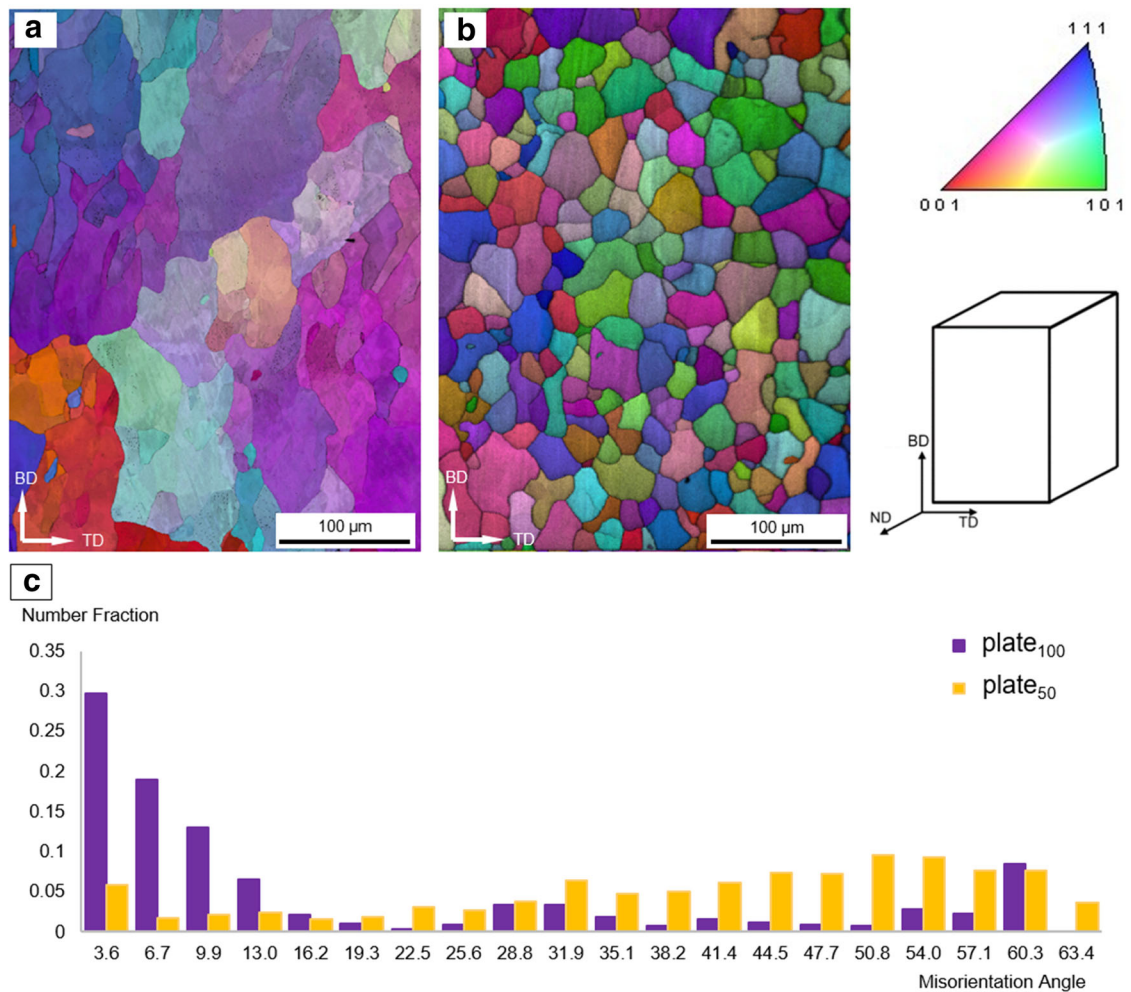 a
b
1 1 1
0 0 1
1 0 1
BD
TD
100 µm
BD
TD
100 µm
BD
ND
TD
c
Number Fraction
0.35
0.3
0.25
0.2
0.15
0.1
0.05
0
plate100
plate50
3.6 6.7 9.9 13.0 16.2 19.3 22.5 25.6 28.8 31.9 35.1 38.2 41.4 44.5 47.7 50.8 54.0 57.1 60.3 63.4
Misorientation Angle